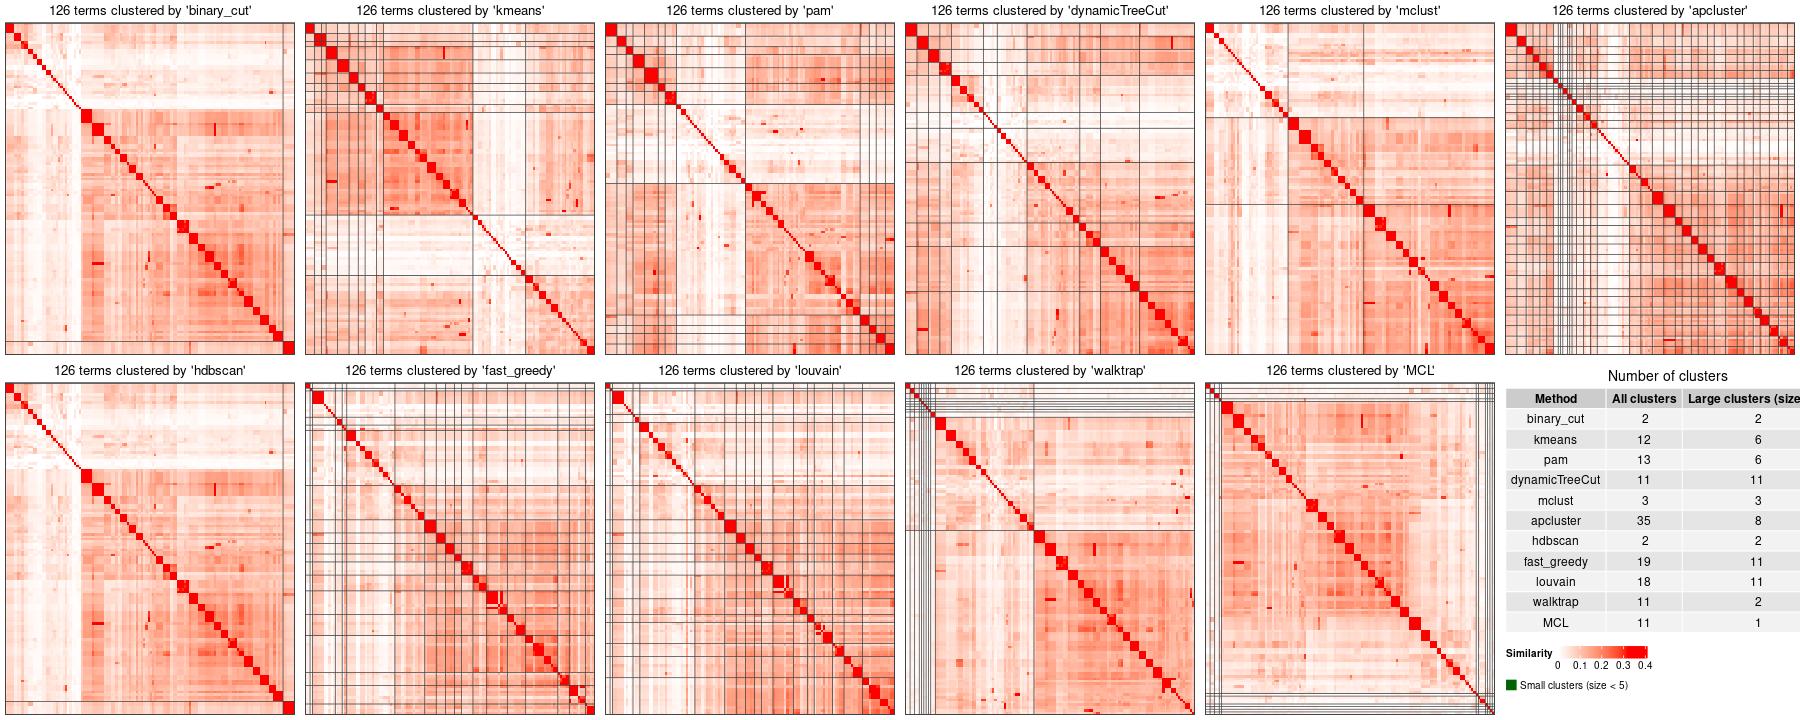 126 terms clustered by 'binary_cut'
126 terms clustered by 'kmeans'
126 terms clustered by 'pam'
126 terms clustered by 'dynamicTreeCut'
126 terms clustered by 'mclust'
126 terms clustered by 'apcluster'
126 terms clustered by 'hdbscan'
126 terms clustered by 'fast_greedy'
126 terms clustered by 'louvain'
126 terms clustered by 'walktrap'
126 terms clustered by 'MCL'
Number of clusters
Method All clusters Large clusters (size
binary_cut 2 2
kmeans 12 6
pam 13 6
dynamicTreeCut 11 11
mclust 3 3
apcluster 35 8
hdbscan 2 2
fast_greedy 19 11
louvain 18 11
walktrap 11 2
MCL 11 1
Similarity
0 0.1 0.2 0.3 0.4
Small clusters (size < 5)